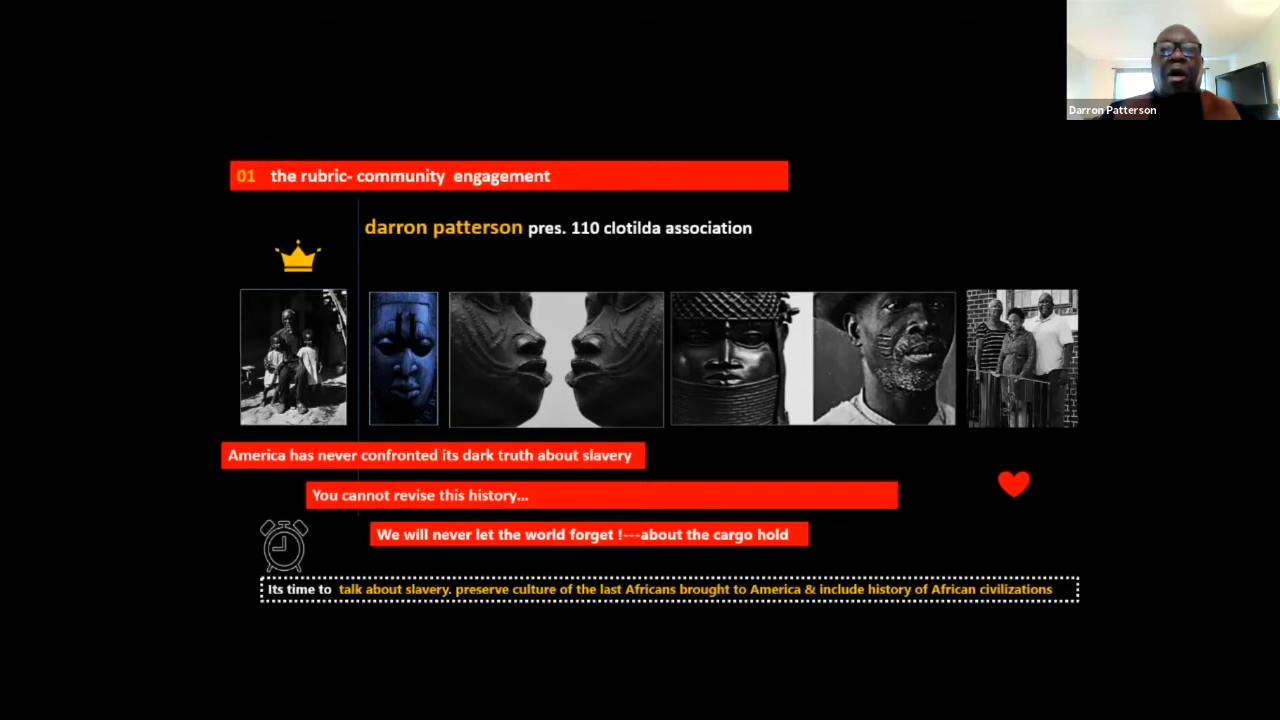 Darron Patterson
01 the rubric- community engagement
darron patterson pres. 110 clotilda association
America has never confronted its dark truth about slavery
You cannot revise this history...
We will never let the world forget !---about the cargo hold
Its time to talk about slavery. preserve culture of the last Africans brought to America & include history of African civilizations